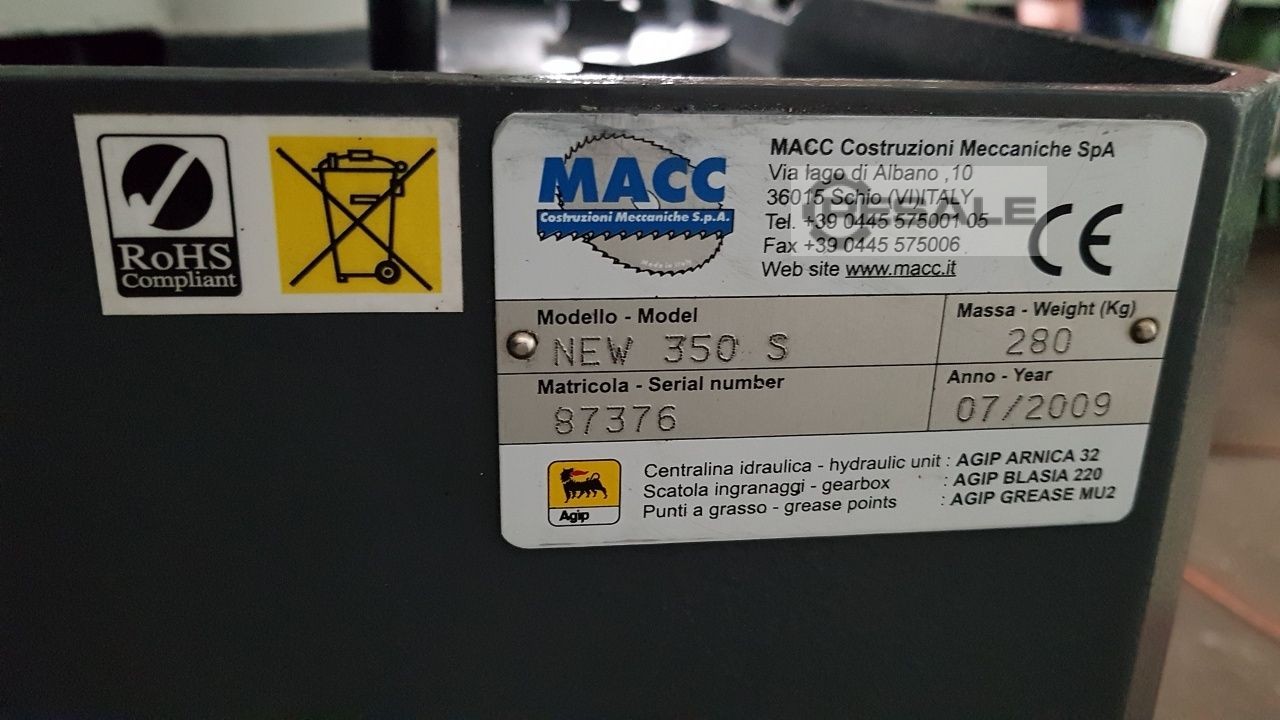 RoHS
Compliant
MACC
Costruzioni Meccaniche S.p.A.
Made in Italy
MACC Costruzioni Meccaniche SpA
Via lago di Albano ,10
36015 Schio (VI)ITALY
Tel. +39 0445 575001 05
Fax +39 0445 575006
Web site www.macc.it
CE
Modello - Model
NEW 350 S
Massa - Weight (Kg)
280
Matricola - Serial number
87376
Anno - Year
07/2009
Agip
Centralina idraulica - hydraulic unit : AGIP ARNICA 32
Scatola ingranaggi - gearbox : AGIP BLASIA 220
Punti a grasso - grease points : AGIP GREASE MU2